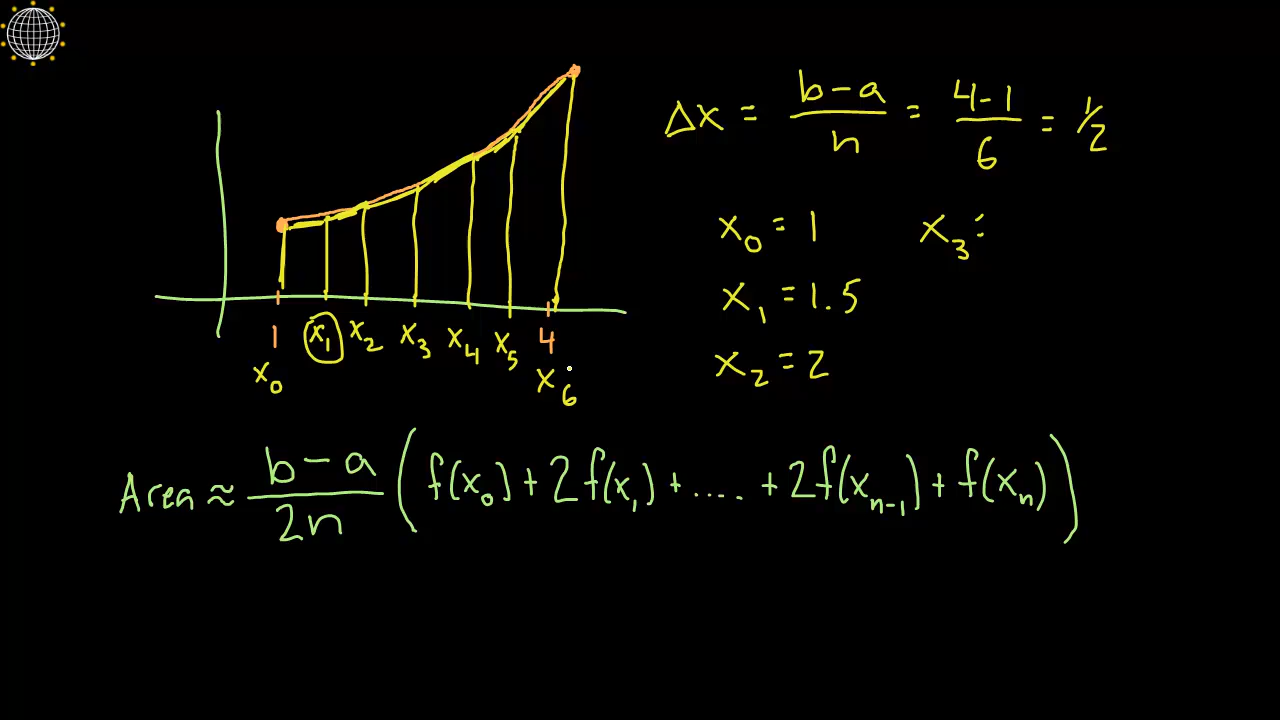 Δx = b-a/n = 4-1/6 = 1/2
x₀ = 1 x₃ =
x₁ = 1.5
x₂ = 2
1 x₁ x₂ x₃ x₄ x₅ 4
x₀ x₆
Area ≈ b-a/2n (f(x₀) + 2f(x₁) + .... + 2f(xₙ₋₁) + f(xₙ))